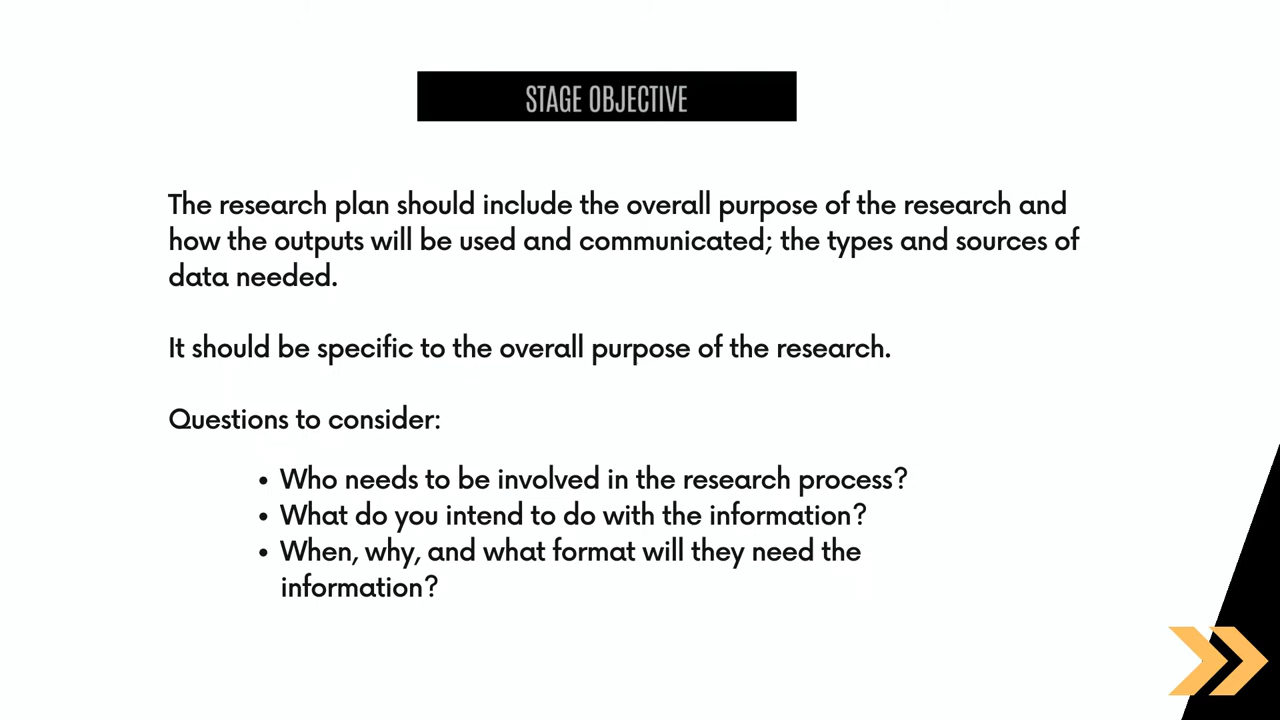 STAGE OBJECTIVE
The research plan should include the overall purpose of the research and
how the outputs will be used and communicated; the types and sources of
data needed.
It should be specific to the overall purpose of the research.
Questions to consider:
• Who needs to be involved in the research process?
• What do you intend to do with the information?
• When, why, and what format will they need the
information?